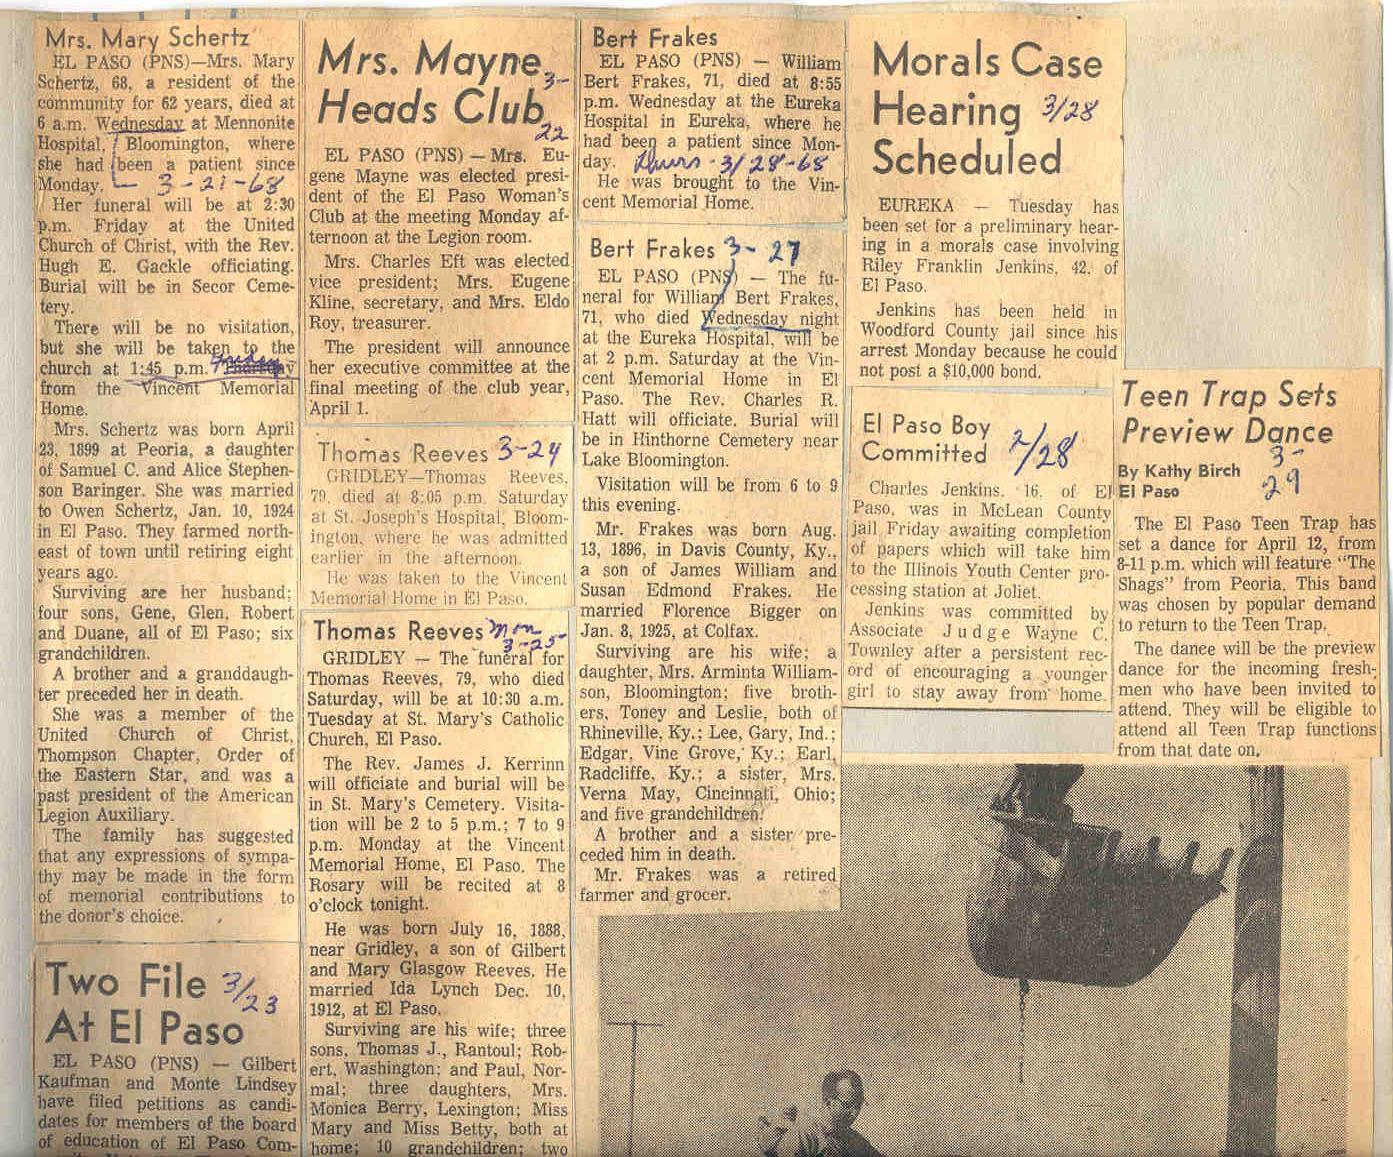 Mrs. Mary Schertz
EL PASO (PNS)—Mrs. Mary
Schertz, 68, a resident of the
community for 62 years, died at
6 a.m. Wednesday at Mennonite
Hospital, Bloomington, where
she had been a patient since
Monday. 3-21-68
Her funeral will be at 2:30
p.m. Friday at the United
Church of Christ, with the Rev.
Hugh E. Gackle officiating.
Burial will be in Secor Ceme-
tery.
There will be no visitation,
but she will be taken to the
church at 1:45 p.m. Friday Thursday
from the Vincent Memorial
Home.
Mrs. Schertz was born April
23, 1899 at Peoria, a daughter
of Samuel C. and Alice Stephen-
son Baringer. She was married
to Owen Schertz, Jan. 10, 1924
in El Paso. They farmed north-
east of town until retiring eight
years ago.
Surviving are her husband;
four sons, Gene, Glen, Robert
and Duane, all of El Paso; six
grandchildren.
A brother and a granddaugh-
ter preceded her in death.
She was a member of the
United Church of Christ,
Thompson Chapter, Order of
the Eastern Star, and was a
past president of the American
Legion Auxiliary.
The family has suggested
that any expressions of sympa-
thy may be made in the form
of memorial contributions to
the donor's choice.
Two File 3/23
At El Paso
EL PASO (PNS) — Gilbert
Kaufman and Monte Lindsey
have filed petitions as candi-
dates for members of the board
of education of El Paso Com-
Mrs. Mayne 3-
Heads Club 22
EL PASO (PNS) — Mrs. Eu-
gene Mayne was elected presi-
dent of the El Paso Woman's
Club at the meeting Monday af-
ternoon at the Legion room.
Mrs. Charles Eft was elected
vice president; Mrs. Eugene
Kline, secretary, and Mrs. Eldo
Roy, treasurer.
The president will announce
her executive committee at the
final meeting of the club year,
April 1.
Thomas Reeves 3-24
GRIDLEY—Thomas Reeves,
79, died at 8:05 p.m. Saturday
at St. Joseph's Hospital, Bloom-
ington, where he was admitted
earlier in the afternoon.
He was taken to the Vincent
Memorial Home in El Paso.
Thomas Reeves Mon
3-25
GRIDLEY — The funeral for
Thomas Reeves, 79, who died
Saturday, will be at 10:30 a.m.
Tuesday at St. Mary's Catholic
Church, El Paso.
The Rev. James J. Kerrinn
will officiate and burial will be
in St. Mary's Cemetery. Visita-
tion will be 2 to 5 p.m.; 7 to 9
p.m. Monday at the Vincent
Memorial Home, El Paso. The
Rosary will be recited at 8
o'clock tonight.
He was born July 16, 1888,
near Gridley, a son of Gilbert
and Mary Glasgow Reeves. He
married Ida Lynch Dec. 10,
1912, at El Paso.
Surviving are his wife; three
sons, Thomas J., Rantoul; Rob-
ert, Washington; and Paul, Nor-
mal; three daughters, Mrs.
Monica Berry, Lexington; Miss
Mary and Miss Betty, both at
home; 10 grandchildren; two
Bert Frakes
EL PASO (PNS) — William
Bert Frakes, 71, died at 8:55
p.m. Wednesday at the Eureka
Hospital in Eureka, where he
had been a patient since Mon-
day. Thurs - 3/28-68
He was brought to the Vin-
cent Memorial Home.
Bert Frakes 3-27
EL PASO (PNS) — The fu-
neral for William Bert Frakes,
71, who died Wednesday night
at the Eureka Hospital, will be
at 2 p.m. Saturday at the Vin-
cent Memorial Home in El
Paso. The Rev. Charles R.
Hatt will officiate. Burial will
be in Hinthorne Cemetery near
Lake Bloomington.
Visitation will be from 6 to 9
this evening.
Mr. Frakes was born Aug.
13, 1896, in Davis County, Ky.,
a son of James William and
Susan Edmond Frakes. He
married Florence Bigger on
Jan. 8, 1925, at Colfax.
Surviving are his wife; a
daughter, Mrs. Arminta William-
son, Bloomington; five broth-
ers, Toney and Leslie, both of
Rhineville, Ky.; Lee, Gary, Ind.;
Edgar, Vine Grove, Ky.; Earl,
Radcliffe, Ky.; a sister, Mrs.
Verna May, Cincinnati, Ohio;
and five grandchildren.
A brother and a sister pre-
ceded him in death.
Mr. Frakes was a retired
farmer and grocer.
Morals Case
Hearing 3/28
Scheduled
EUREKA — Tuesday has
been set for a preliminary hear-
ing in a morals case involving
Riley Franklin Jenkins, 42, of
El Paso.
Jenkins has been held in
Woodford County jail since his
arrest Monday because he could
not post a $10,000 bond.
El Paso Boy
Committed 2/28
Charles Jenkins, 16, of El
Paso, was in McLean County
jail Friday awaiting completion
of papers which will take him
to the Illinois Youth Center pro-
cessing station at Joliet.
Jenkins was committed by
Associate Judge Wayne C.
Townley after a persistent rec-
ord of encouraging a younger
girl to stay away from home.
Teen Trap Sets
Preview Dance
3-
By Kathy Birch 29
El Paso
The El Paso Teen Trap has
set a dance for April 12, from
8-11 p.m. which will feature "The
Shags" from Peoria. This band
was chosen by popular demand
to return to the Teen Trap.
The dance will be the preview
dance for the incoming fresh-
men who have been invited to
attend. They will be eligible to
attend all Teen Trap functions
from that date on.